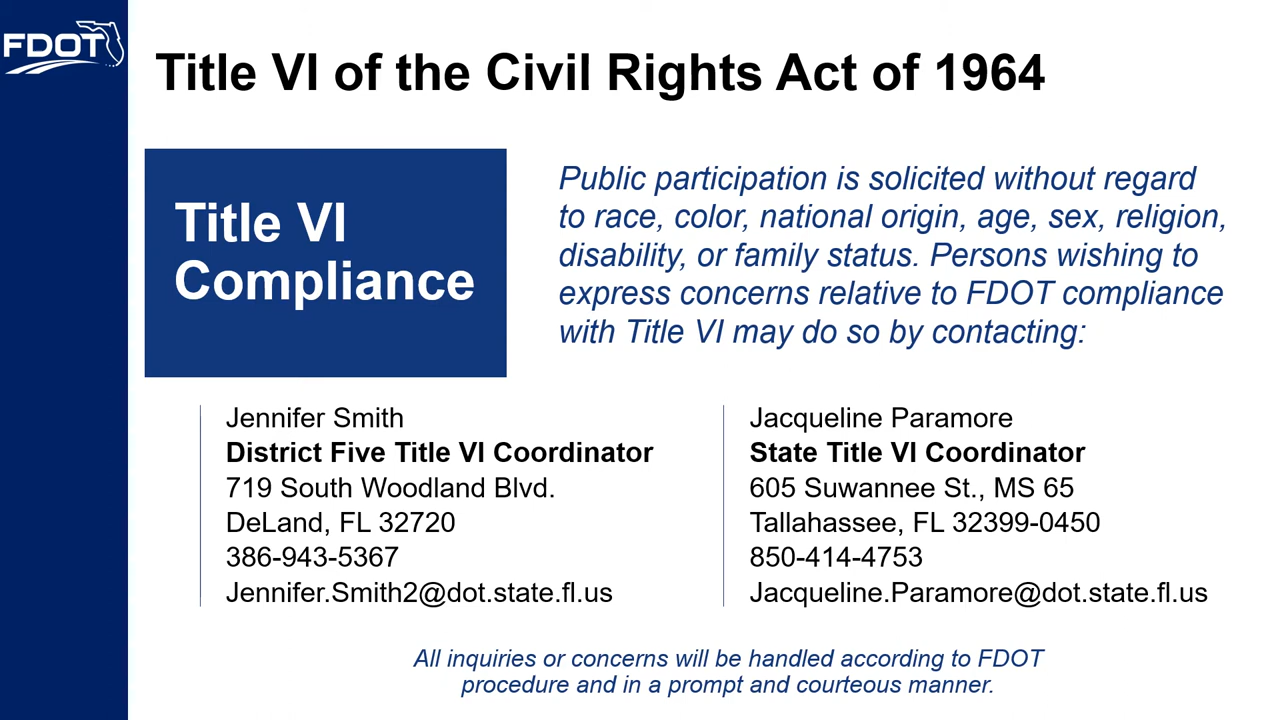 FDOT
Title VI of the Civil Rights Act of 1964
Title VI
Compliance
Public participation is solicited without regard
to race, color, national origin, age, sex, religion,
disability, or family status. Persons wishing to
express concerns relative to FDOT compliance
with Title VI may do so by contacting:
Jennifer Smith
District Five Title VI Coordinator
719 South Woodland Blvd.
DeLand, FL 32720
386-943-5367
Jennifer.Smith2@dot.state.fl.us
Jacqueline Paramore
State Title VI Coordinator
605 Suwannee St., MS 65
Tallahassee, FL 32399-0450
850-414-4753
Jacqueline.Paramore@dot.state.fl.us
All inquiries or concerns will be handled according to FDOT
procedure and in a prompt and courteous manner.